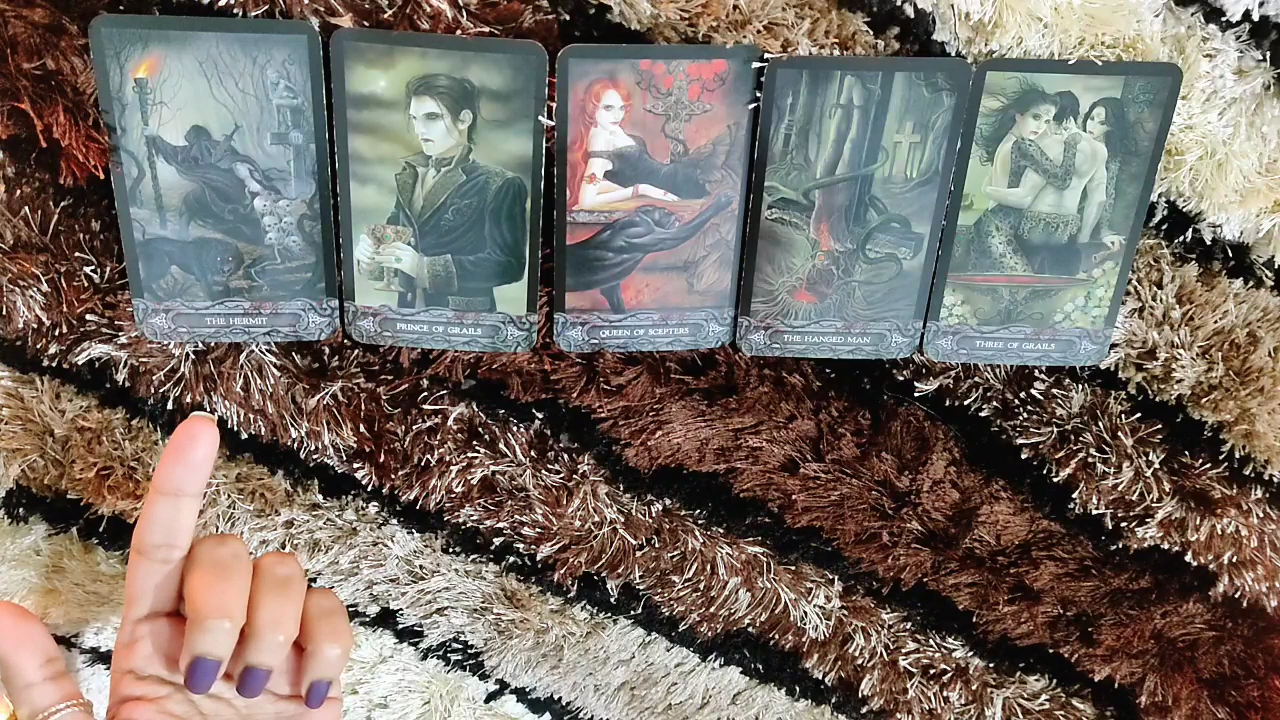 THE HERMIT
PRINCE OF GRAILS
QUEEN OF SCEPTERS
THE HANGED MAN
THREE OF GRAILS